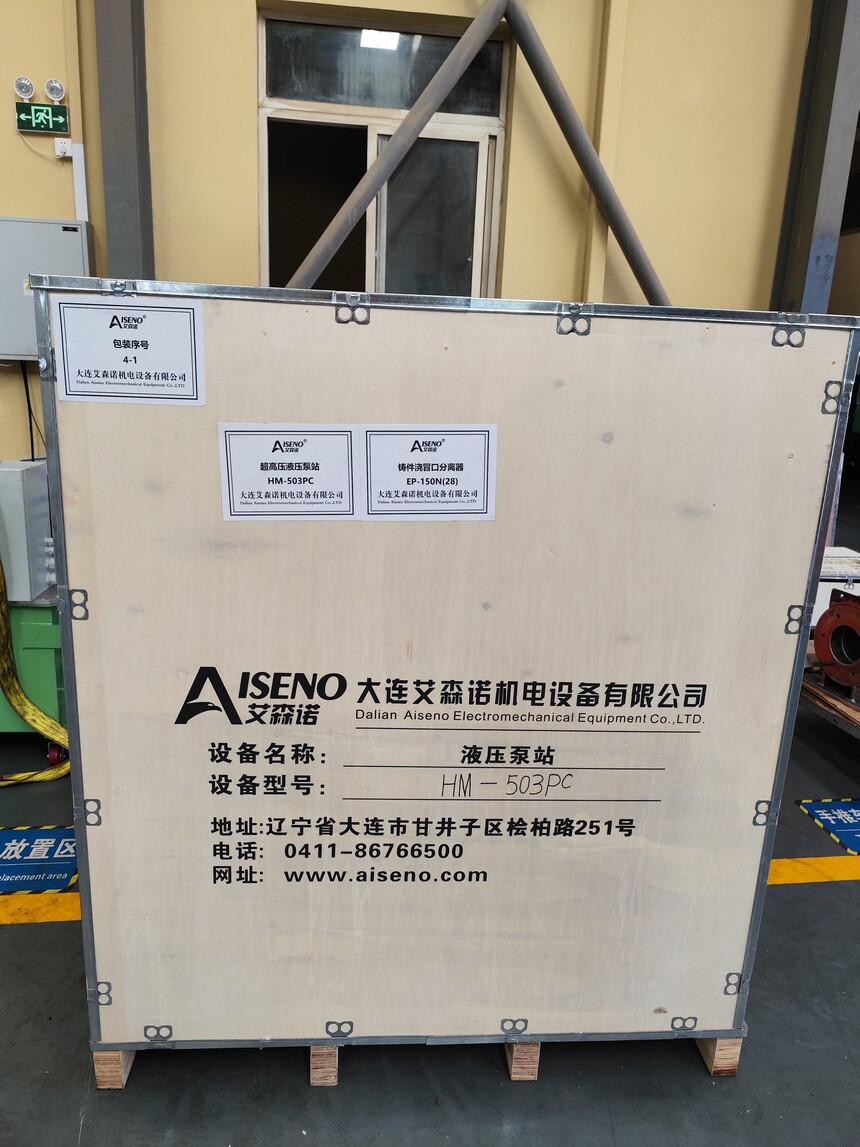 AISENO®
艾森诺
包装序号
4-1
大连艾森诺机电设备有限公司
Dalian Aiseno Electromechanical Equipment Co.,LTD
AISENO®
艾森诺
超高压液压泵站
HM-503PC
大连艾森诺机电设备有限公司
Dalian Aiseno Electromechanical Equipment Co.,LTD
AISENO®
艾森诺
铸件浇冒口分离器
EP-150N(28)
大连艾森诺机电设备有限公司
Dalian Aiseno Electromechanical Equipment Co.,LTD
AISENO
艾森诺
大连艾森诺机电设备有限公司
Dalian Aiseno Electromechanical Equipment Co.,LTD.
设备名称: 液压泵站
设备型号: HM-503PC
地址:辽宁省大连市甘井子区桧柏路251号
电话: 0411-86766500
网址: www.aiseno.com
放置区
lacement area
手推车